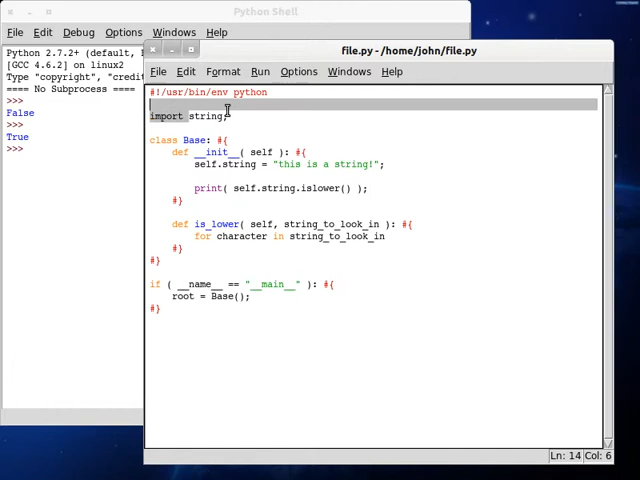 Python Shell
File Edit Debug Options Windows Help
Python 2.7.2+ (default,
[GCC 4.6.2] on linux2
Type "copyright", "credit
==== No Subprocess ====
>>>
False
>>>
True
>>>
file.py - /home/john/file.py
File Edit Format Run Options Windows Help
#!/usr/bin/env python
import string;
class Base: #{
def __init__( self ): #{
self.string = "this is a string!";
print( self.string.islower() );
#}
def is_lower( self, string_to_look_in ): #{
for character in string_to_look_in
#}
#}
if ( __name__ == "__main__" ): #{
root = Base();
#}
Ln: 14 Col: 6